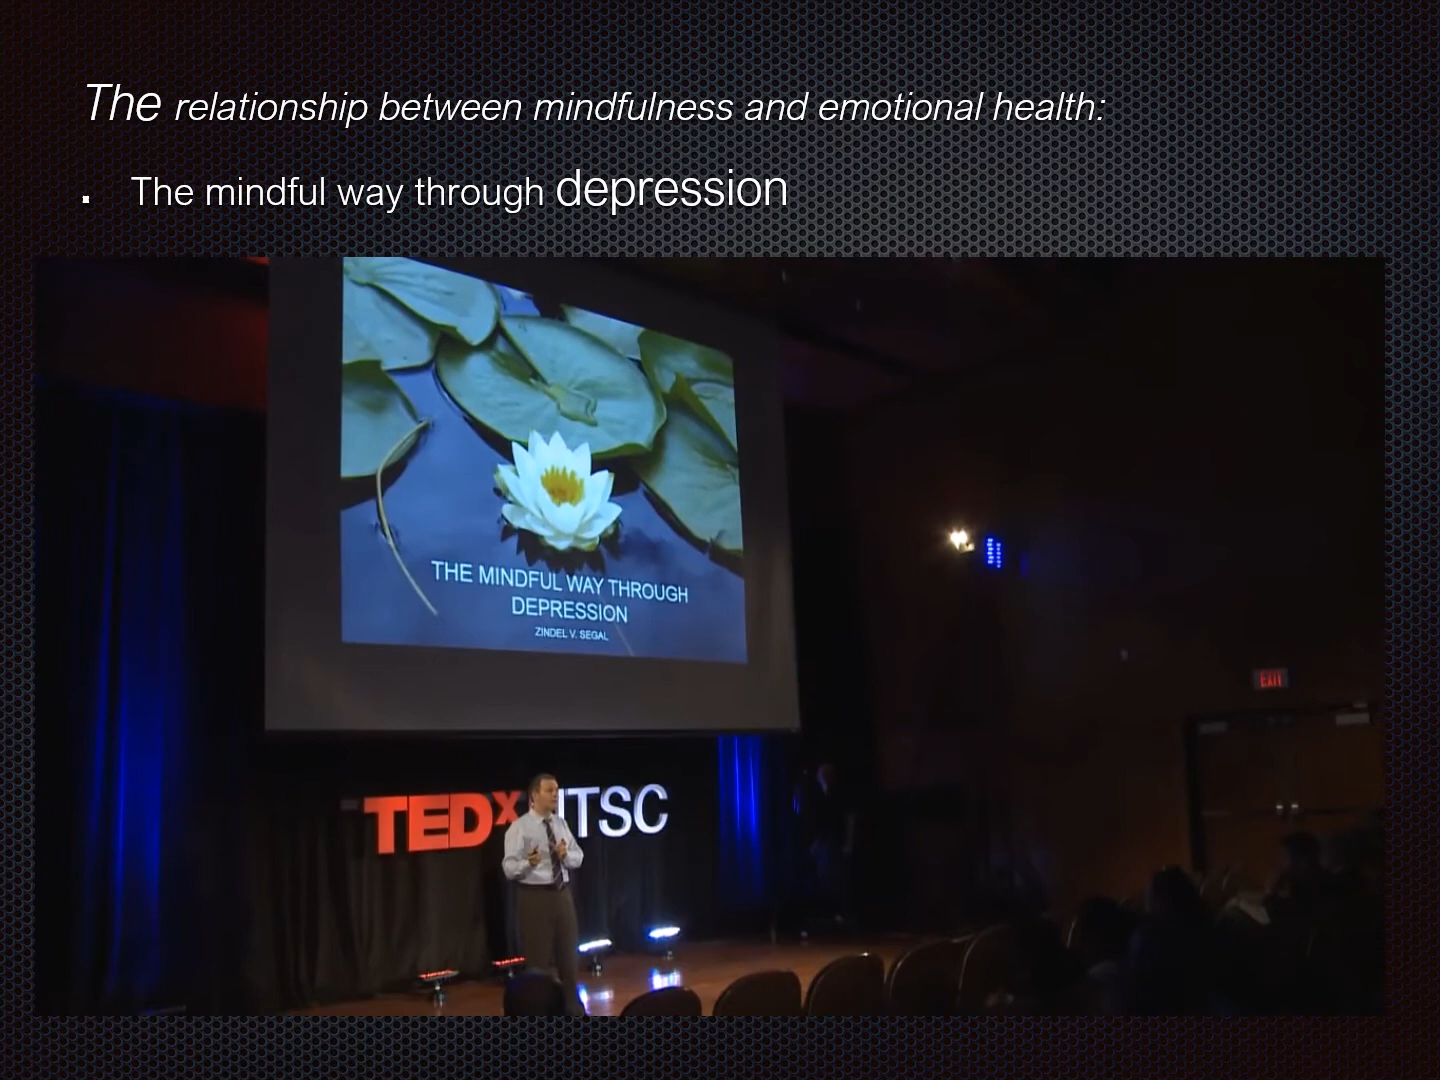 The relationship between mindfulness and emotional health:
▪ The mindful way through depression
THE MINDFUL WAY THROUGH
DEPRESSION
ZINDEL V. SEGAL
EXIT
TEDx UTSC